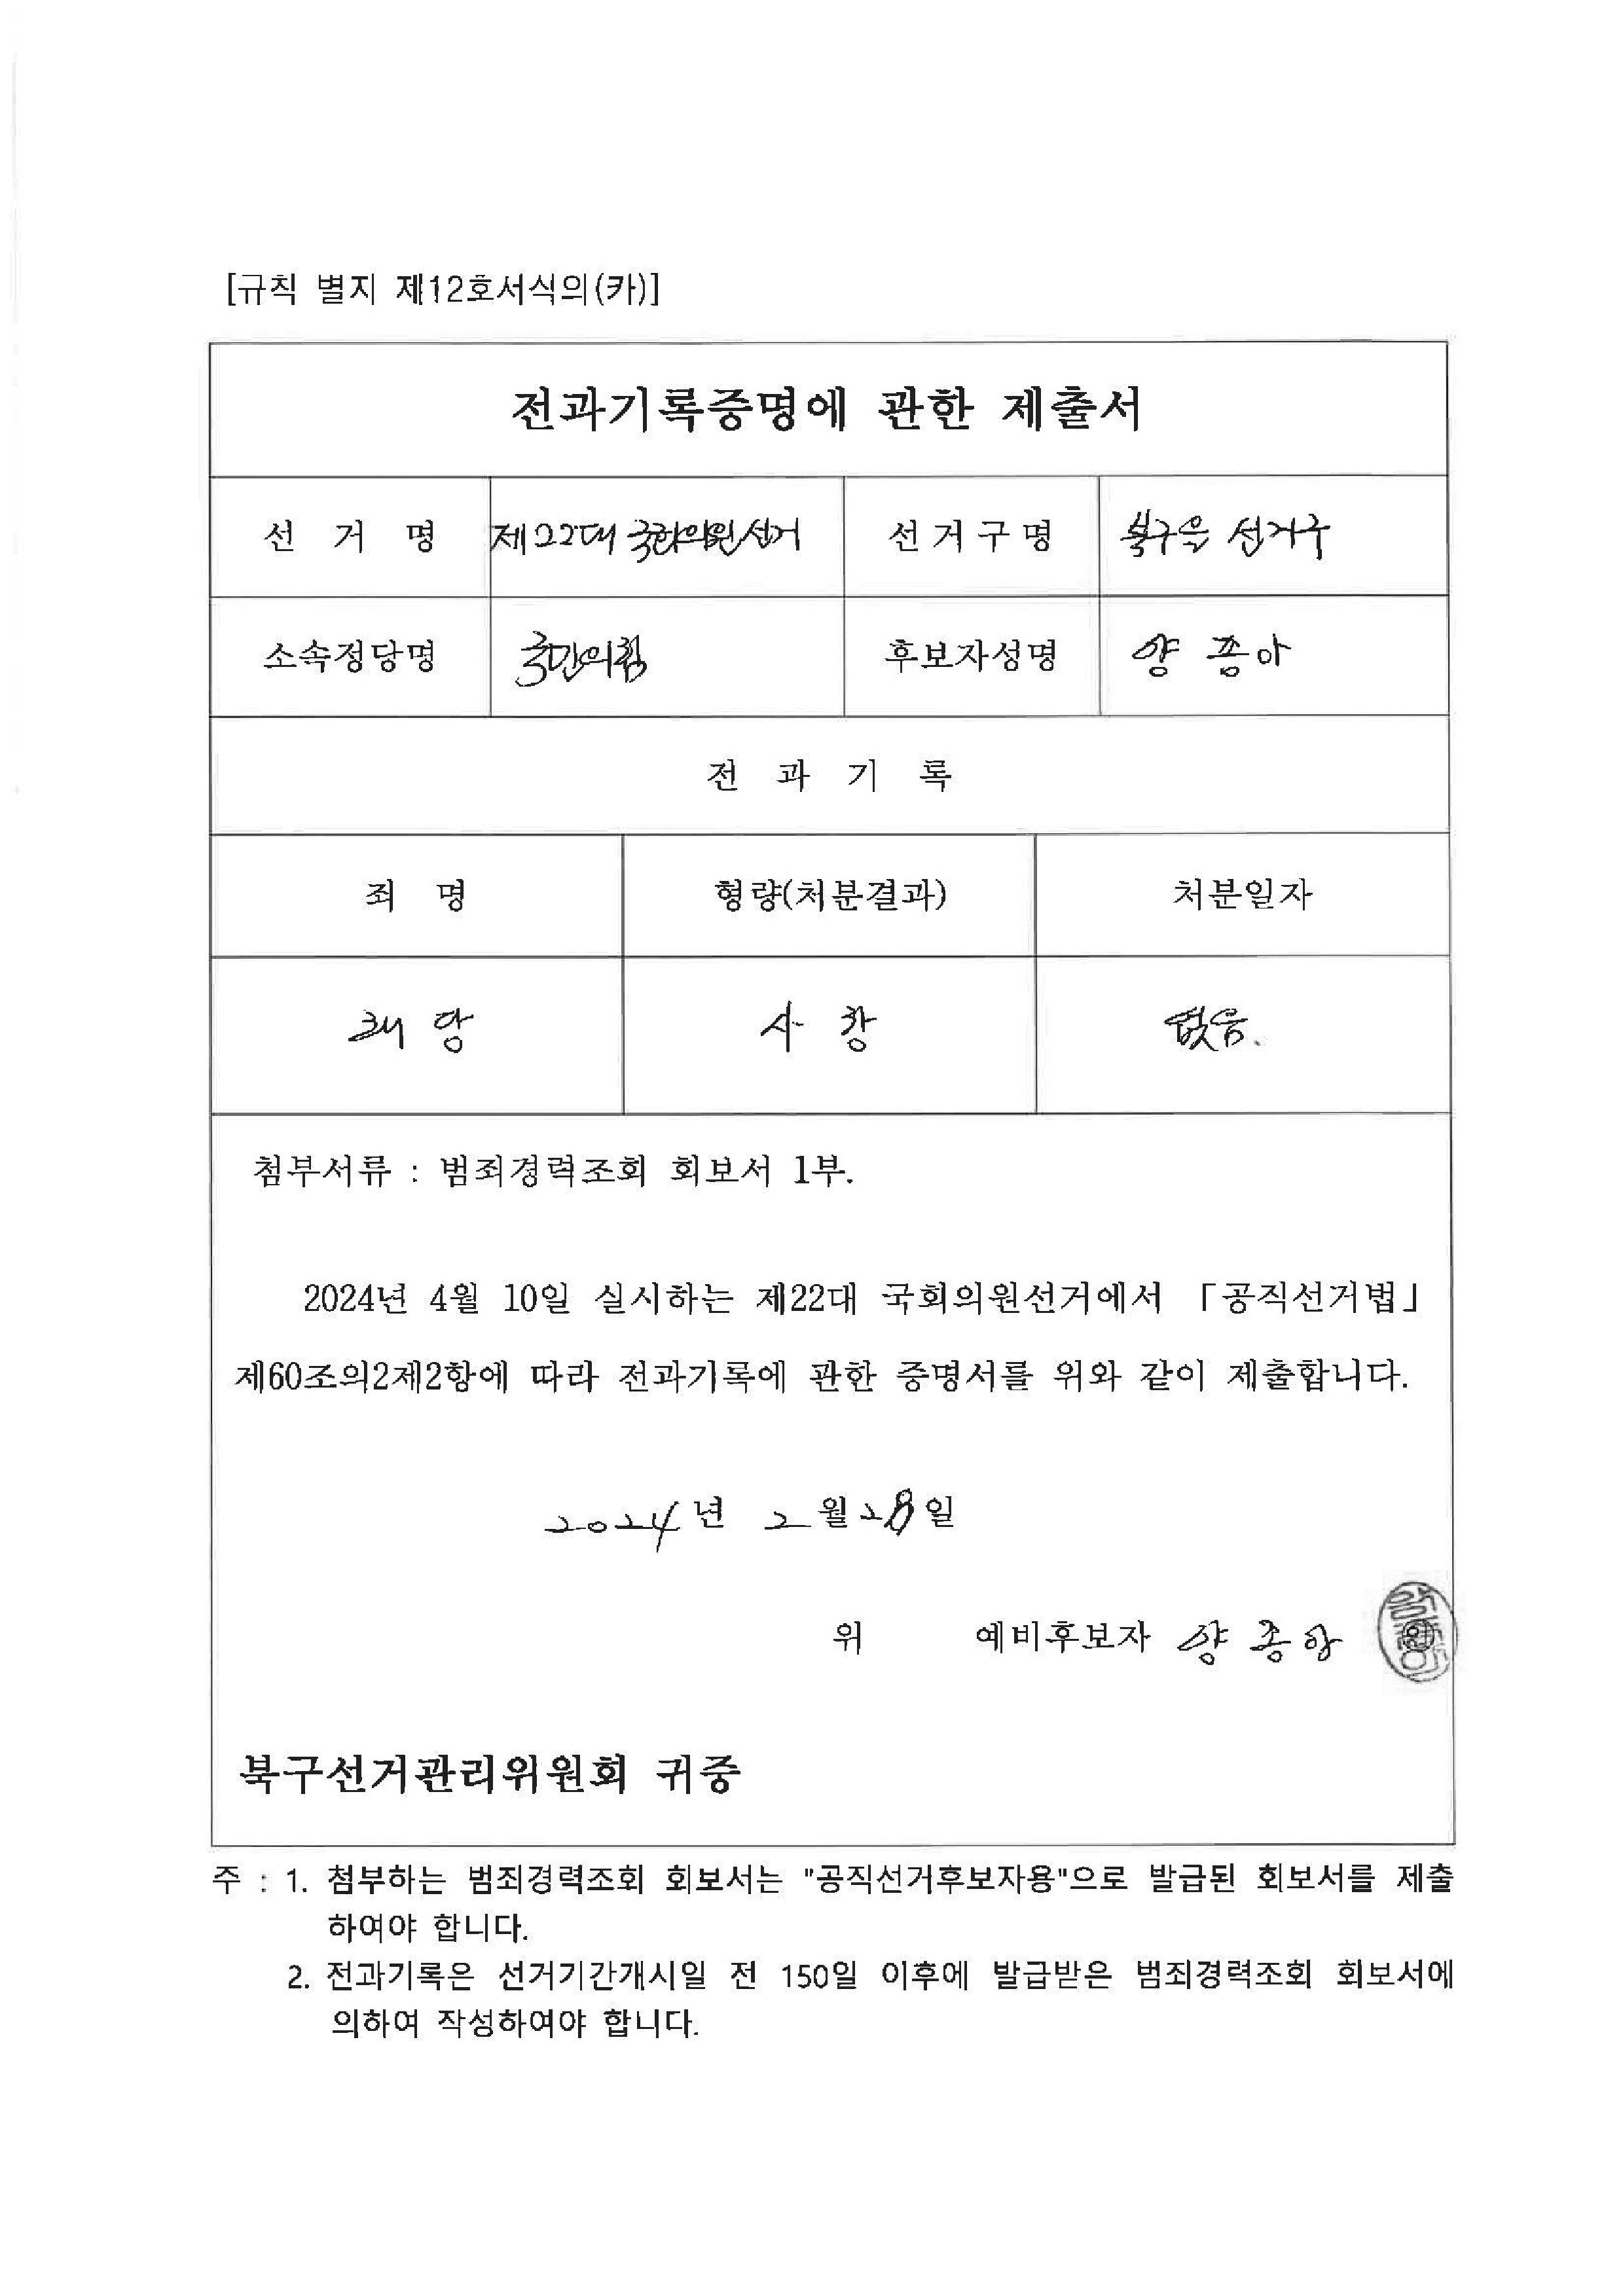 [규칙 별지 제12호서식의(카)]
전과기록증명에 관한 제출서
선 거 명 제22대 국회의원선거 선거구명 북구을 선거구
소속정당명 국민의힘 후보자성명 양 종아
전 과 기 록
죄 명 형량(처분결과) 처분일자
해 당 사 항 없음.
첨부서류 : 범죄경력조회 회보서 1부.
2024년 4월 10일 실시하는 제22대 국회의원선거에서 「공직선거법」
제60조의2제2항에 따라 전과기록에 관한 증명서를 위와 같이 제출합니다.
2024년 2월 28일
위 예비후보자 양 종 아
북구선거관리위원회 귀중
주 : 1. 첨부하는 범죄경력조회 회보서는 "공직선거후보자용"으로 발급된 회보서를 제출
하여야 합니다.
2. 전과기록은 선거기간개시일 전 150일 이후에 발급받은 범죄경력조회 회보서에
의하여 작성하여야 합니다.